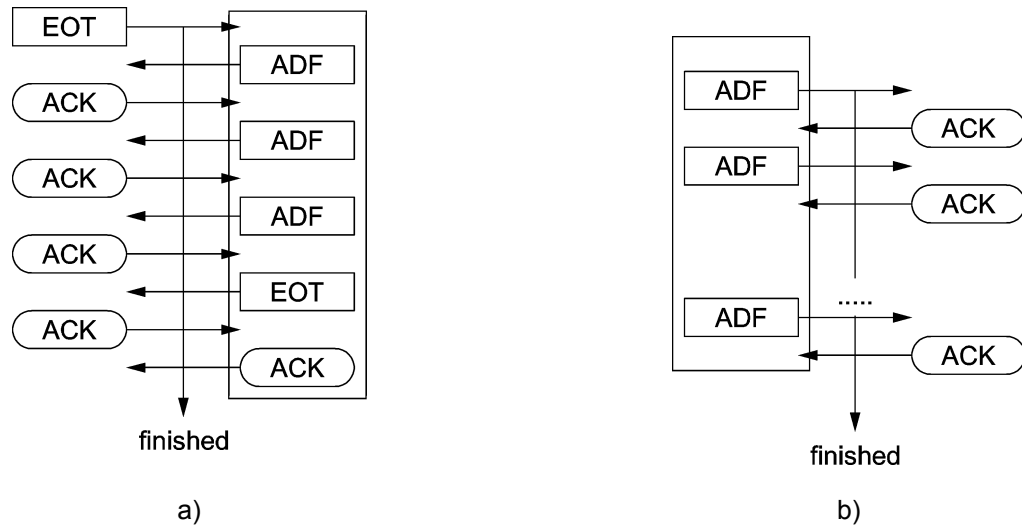 EOT
ADF
ACK
ADF
ACK
ADF
ACK
EOT
ACK
ACK
finished
a)
ADF
ACK
ADF
ACK
.....
ADF
ACK
finished
b)